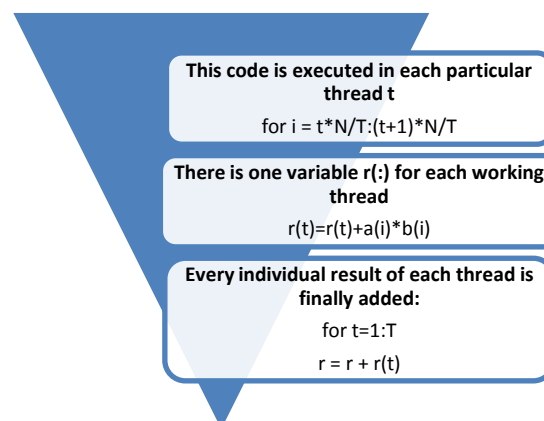 This code is executed in each particular
thread t
for i = t*N/T:(t+1)*N/T
There is one variable r(:) for each working
thread
r(t)=r(t)+a(i)*b(i)
Every individual result of each thread is
finally added:
for t=1:T
r = r + r(t)